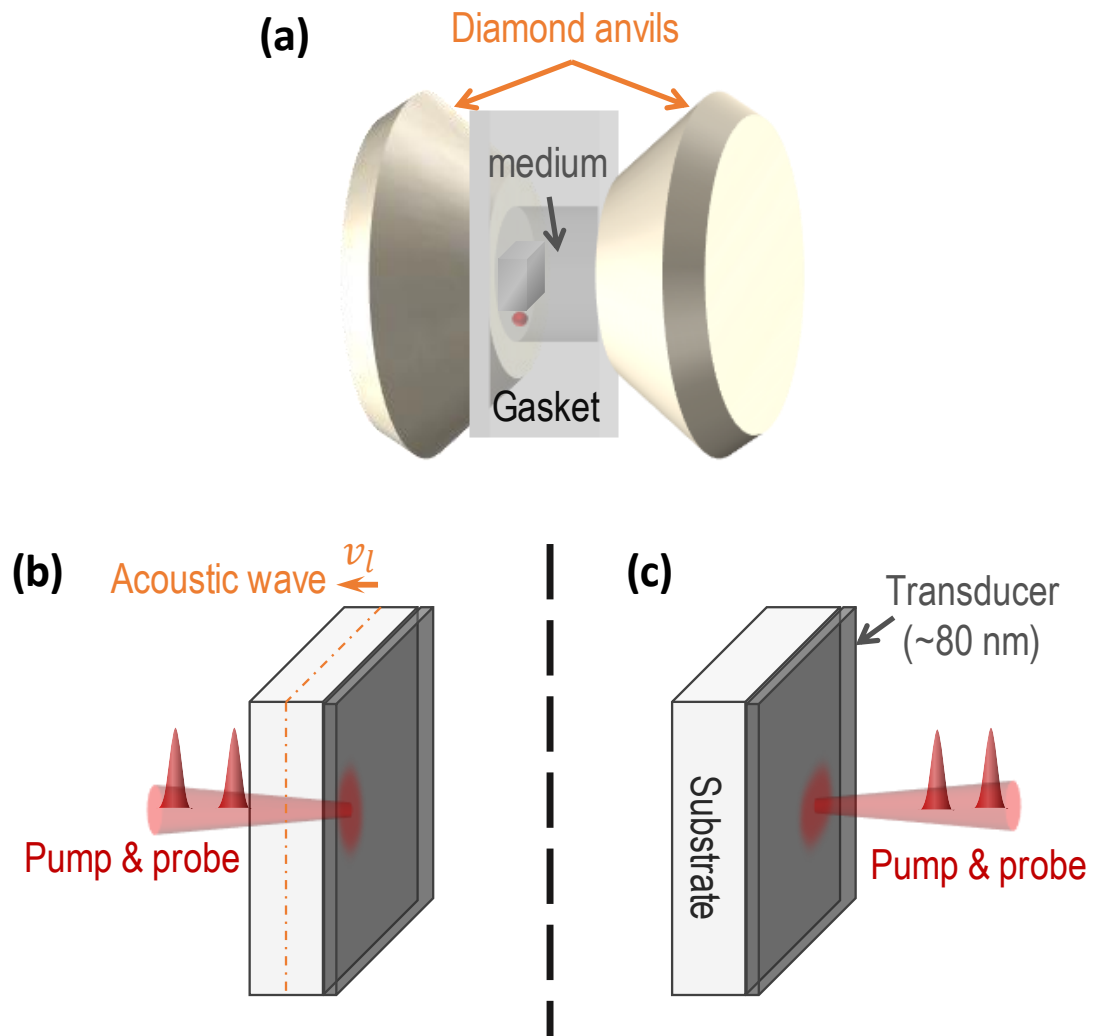 (a)
Diamond anvils
medium
Gasket
(b)
v_l
Acoustic wave
Pump & probe
(c)
Transducer
(~80 nm)
Substrate
Pump & probe